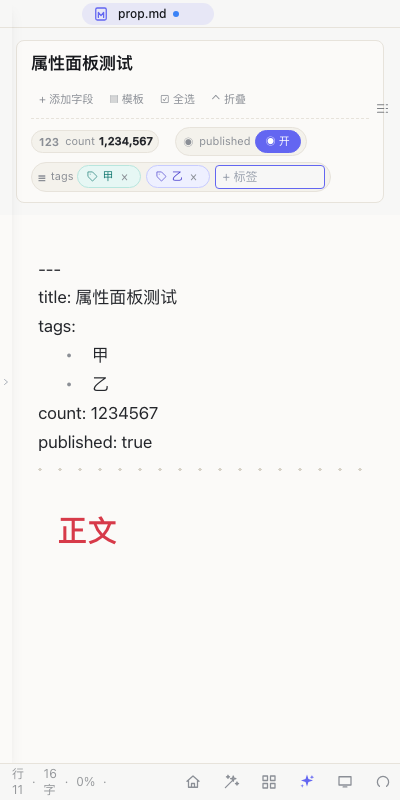 prop.md
属性面板测试
+ 添加字段 模板 全选 折叠
123 count 1,234,567 published 开
tags 甲 × 乙 × + 标签
---
title: 属性面板测试
tags:
• 甲
• 乙
count: 1234567
published: true
正文
行 11 · 16 字 · 0% ·